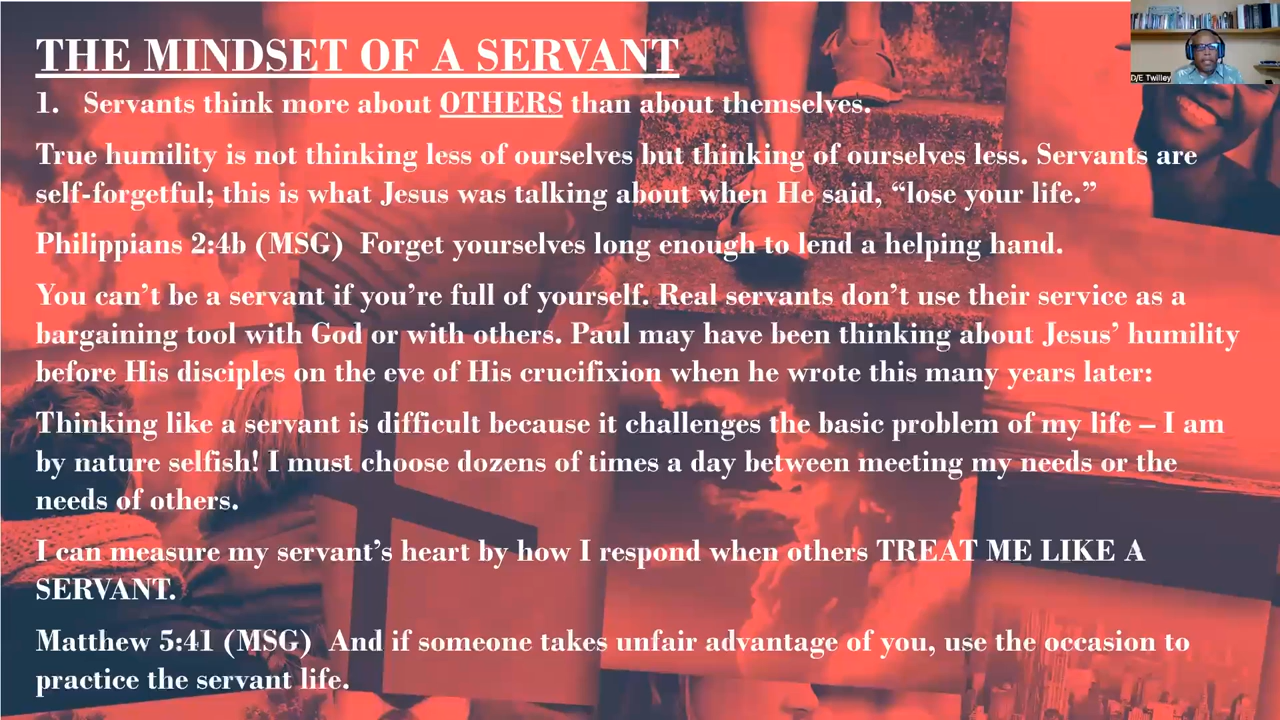 THE MINDSET OF A SERVANT
D/E Twilley
1. Servants think more about OTHERS than about themselves.
True humility is not thinking less of ourselves but thinking of ourselves less. Servants are
self-forgetful; this is what Jesus was talking about when He said, “lose your life.”
Philippians 2:4b (MSG) Forget yourselves long enough to lend a helping hand.
You can’t be a servant if you’re full of yourself. Real servants don’t use their service as a
bargaining tool with God or with others. Paul may have been thinking about Jesus’ humility
before His disciples on the eve of His crucifixion when he wrote this many years later:
Thinking like a servant is difficult because it challenges the basic problem of my life – I am
by nature selfish! I must choose dozens of times a day between meeting my needs or the
needs of others.
I can measure my servant’s heart by how I respond when others TREAT ME LIKE A
SERVANT.
Matthew 5:41 (MSG) And if someone takes unfair advantage of you, use the occasion to
practice the servant life.